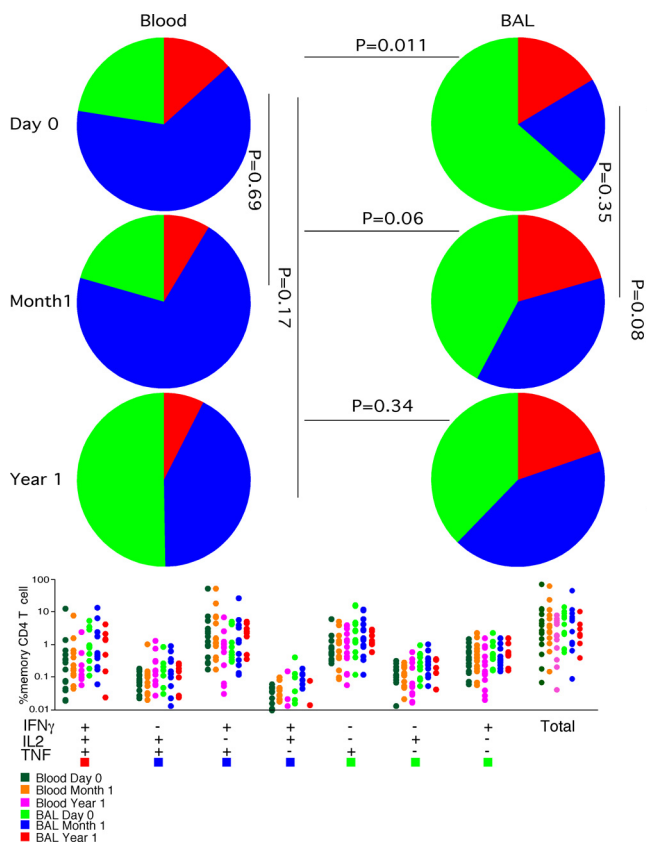 Blood BAL
P=0.011
Day 0
P=0.69
P=0.35
P=0.06
Month1
P=0.17
P=0.08
P=0.34
Year 1
%memory CD4 T cell
100
10
1
0.1
0.01
IFNγ + - + + - - + Total
IL2 + + - + - + -
TNF + + + - + - -
Blood Day 0
Blood Month 1
Blood Year 1
BAL Day 0
BAL Month 1
BAL Year 1